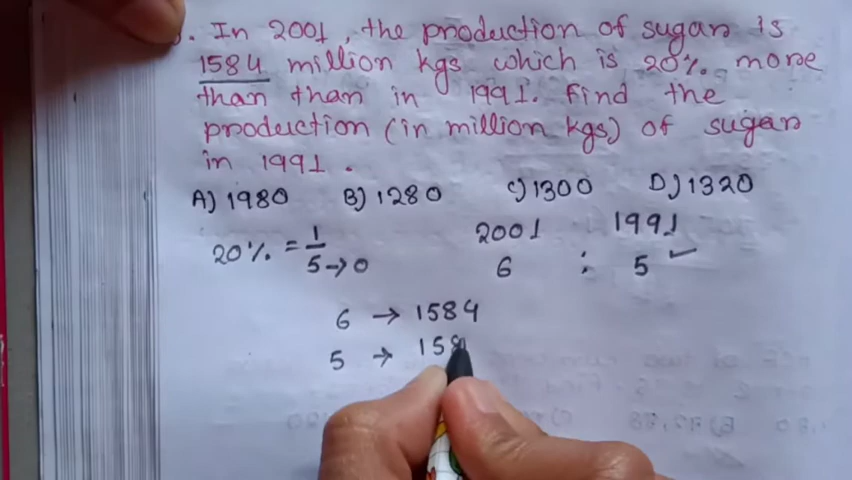 . In 2001, the production of sugar is
1584 million kgs which is 20% more
than than in 1991. Find the
production (in million kgs) of sugar
in 1991.
A) 1980 B) 1280 C) 1300 D) 1320
20% = 1/5 → 0 2001 1991
6 : 5 ✓
6 → 1584
5 → 158